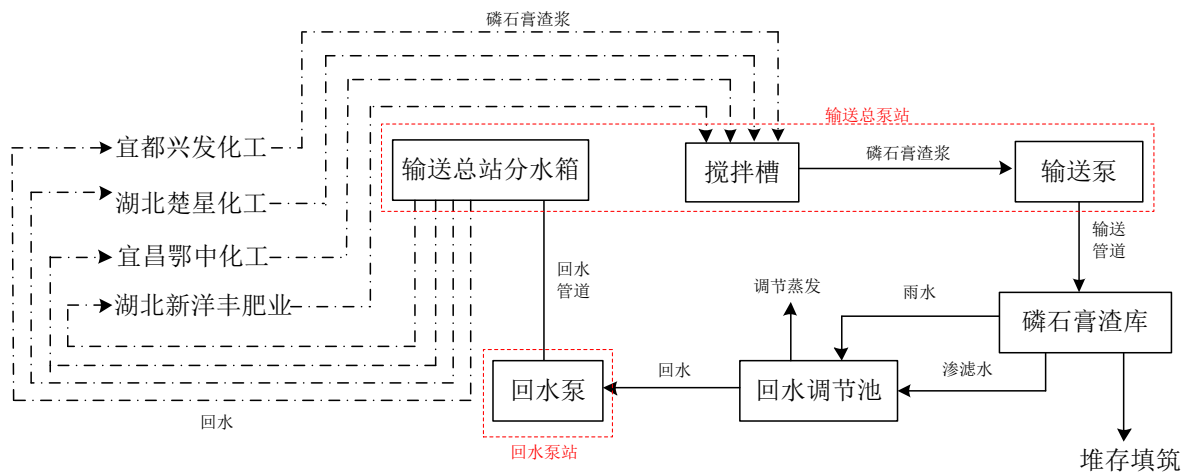 磷石膏渣浆
输送总泵站
宜都兴发化工
输送总站分水箱
搅拌槽
磷石膏渣浆
输送泵
湖北楚星化工
宜昌鄂中化工
输送
管道
回水
管道
湖北新洋丰肥业
调节蒸发
雨水
磷石膏渣库
回水泵
回水
回水调节池
渗滤水
回水
回水泵站
堆存填筑